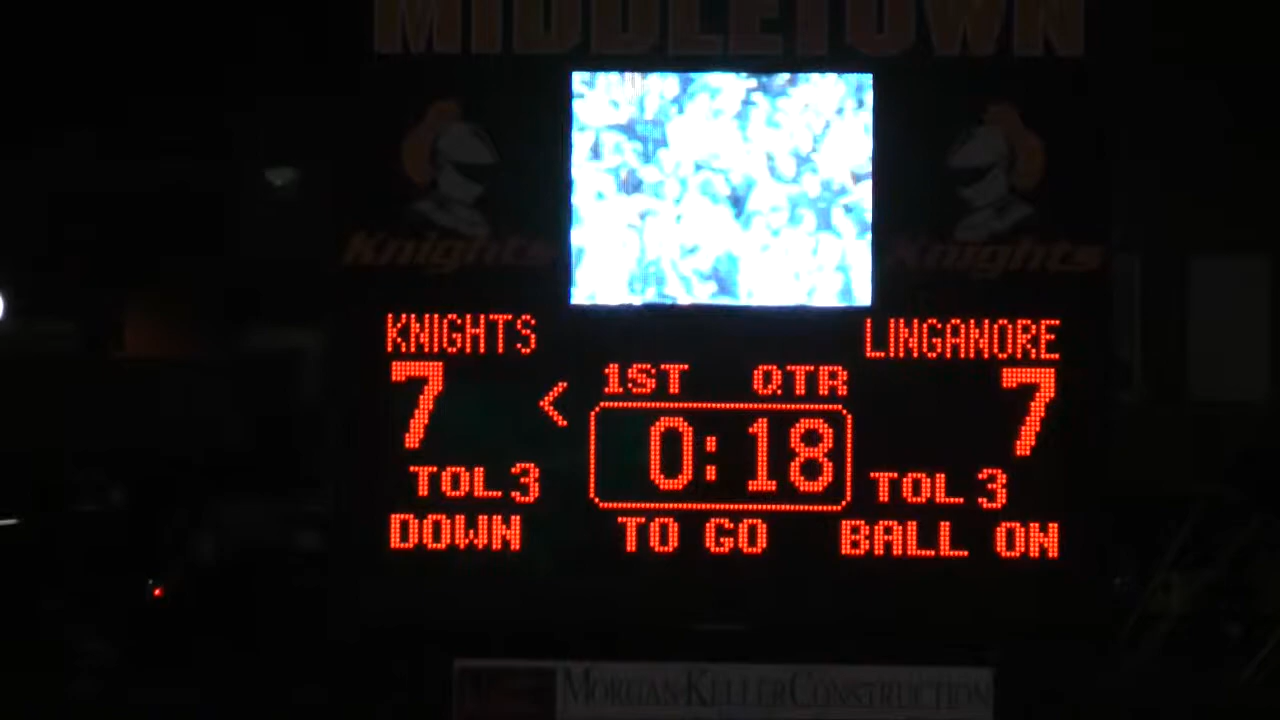 MIDDLETOWN
Knights Knights
KNIGHTS LINGANORE
7 < 1ST QTR 7
0:18
TOL 3 TOL 3
DOWN TO GO BALL ON
MORGAN-KELLER CONSTRUCTION